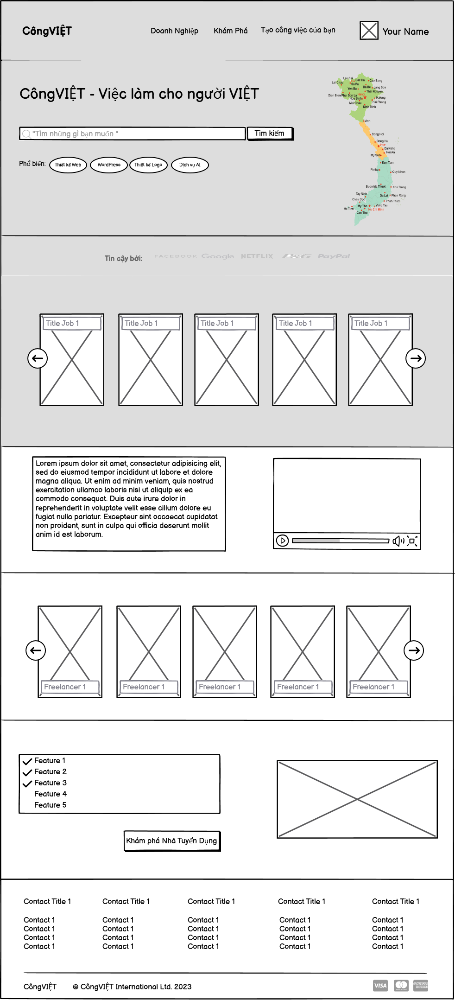 CôngVIỆT
Doanh Nghiệp
Khám Phá
Tạo công việc của bạn
Your Name
CôngVIỆT - Việc làm cho người VIỆT
"Tìm những gì bạn muốn "
Tìm kiếm
Phổ biến:
Thiết kế Web
WordPress
Thiết kế Logo
Dịch vụ AI
Lao Cai
Bac Ha
Cao Bang
Lai Chau
Sa Pa
Ba Be
Lang Son
Yen Bai
Thai Nguyen
Dien Bien Phu
Son La
Hanoi
Hoa Binh
Halong
Mai Chau
Hai Phong
Ninh Binh
Vinh
Dong Hoi
Dong Ha
Hue
Da Nang
Hoi An
My Son
Kon Tum
Pleiku
Quy Nhon
Buon Ma Thuot
Nha Trang
Tay Ninh
Da Lat
Phan Rang
Chau Doc
Phan Thiet
My Tho
Vung Tau
Ha Tien
Ho Chi Minh
Can Tho
Tin cậy bởi:
FACEBOOK
Google
NETFLIX
P&G
PayPal
Title Job 1
Title Job 1
Title Job 1
Title Job 1
Title Job 1
Lorem ipsum dolor sit amet, consectetur adipisicing elit,
sed do eiusmod tempor incididunt ut labore et dolore
magna aliqua. Ut enim ad minim veniam, quis nostrud
exercitation ullamco laboris nisi ut aliquip ex ea
commodo consequat. Duis aute irure dolor in
reprehenderit in voluptate velit esse cillum dolore eu
fugiat nulla pariatur. Excepteur sint occaecat cupidatat
non proident, sunt in culpa qui officia deserunt mollit
anim id est laborum.
Freelancer 1
Freelancer 1
Freelancer 1
Freelancer 1
Freelancer 1
Feature 1
Feature 2
Feature 3
Feature 4
Feature 5
Khám phá Nhà Tuyển Dụng
Contact Title 1
Contact 1
Contact 1
Contact 1
Contact 1
Contact Title 1
Contact 1
Contact 1
Contact 1
Contact 1
Contact Title 1
Contact 1
Contact 1
Contact 1
Contact 1
Contact Title 1
Contact 1
Contact 1
Contact 1
Contact 1
Contact Title 1
Contact 1
Contact 1
Contact 1
Contact 1
CôngVIỆT
© CôngVIỆT International Ltd. 2023
VISA
mastercard
AMERICAN
EXPRESS